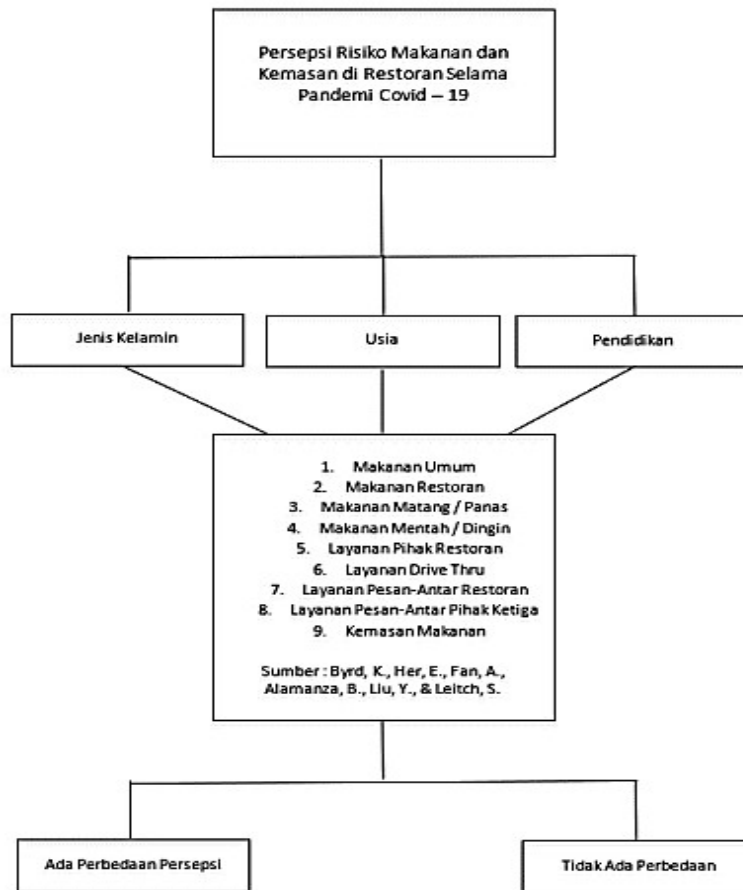 Persepsi Risiko Makanan dan
Kemasan di Restoran Selama
Pandemi Covid – 19
Jenis Kelamin
Usia
Pendidikan
1. Makanan Umum
2. Makanan Restoran
3. Makanan Matang / Panas
4. Makanan Mentah / Dingin
5. Layanan Pihak Restoran
6. Layanan Drive Thru
7. Layanan Pesan-Antar Restoran
8. Layanan Pesan-Antar Pihak Ketiga
9. Kemasan Makanan
Sumber : Byrd, K., Her, E., Fan, A.,
Alamanza, B., Liu, Y., & Leitch, S.
Ada Perbedaan Persepsi
Tidak Ada Perbedaan